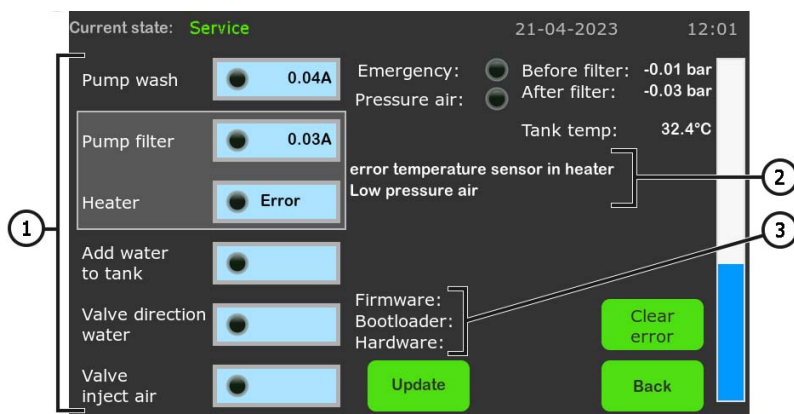 Current state: Service 21-04-2023 12:01
Pump wash 0.04A
Emergency:
Before filter: -0.01 bar
Pressure air:
After filter: -0.03 bar
Pump filter 0.03A
Tank temp: 32.4°C
error temperature sensor in heater
Low pressure air
Heater Error
Add water
to tank
Valve direction
water
Firmware:
Bootloader:
Hardware:
Clear
error
Valve
inject air
Update
Back
1
2
3